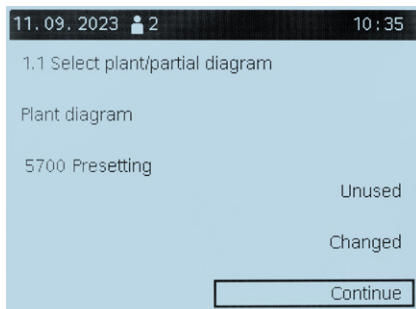 11.09.2023 2 10:35
1.1 Select plant/partial diagram
Plant diagram
5700 Presetting
Unused
Changed
Continue